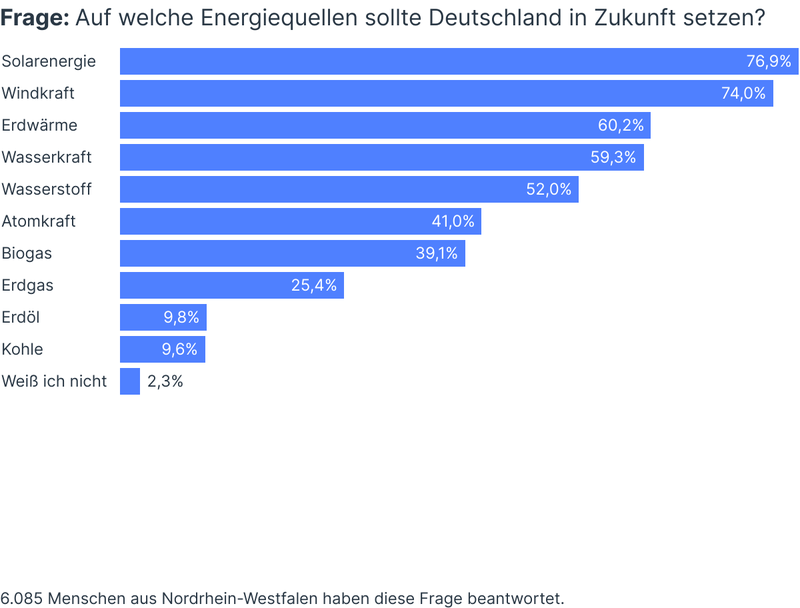 Frage: Auf welche Energiequellen sollte Deutschland in Zukunft setzen?
Solarenergie 76,9%
Windkraft 74,0%
Erdwärme 60,2%
Wasserkraft 59,3%
Wasserstoff 52,0%
Atomkraft 41,0%
Biogas 39,1%
Erdgas 25,4%
Erdöl 9,8%
Kohle 9,6%
Weiß ich nicht 2,3%
6.085 Menschen aus Nordrhein-Westfalen haben diese Frage beantwortet.